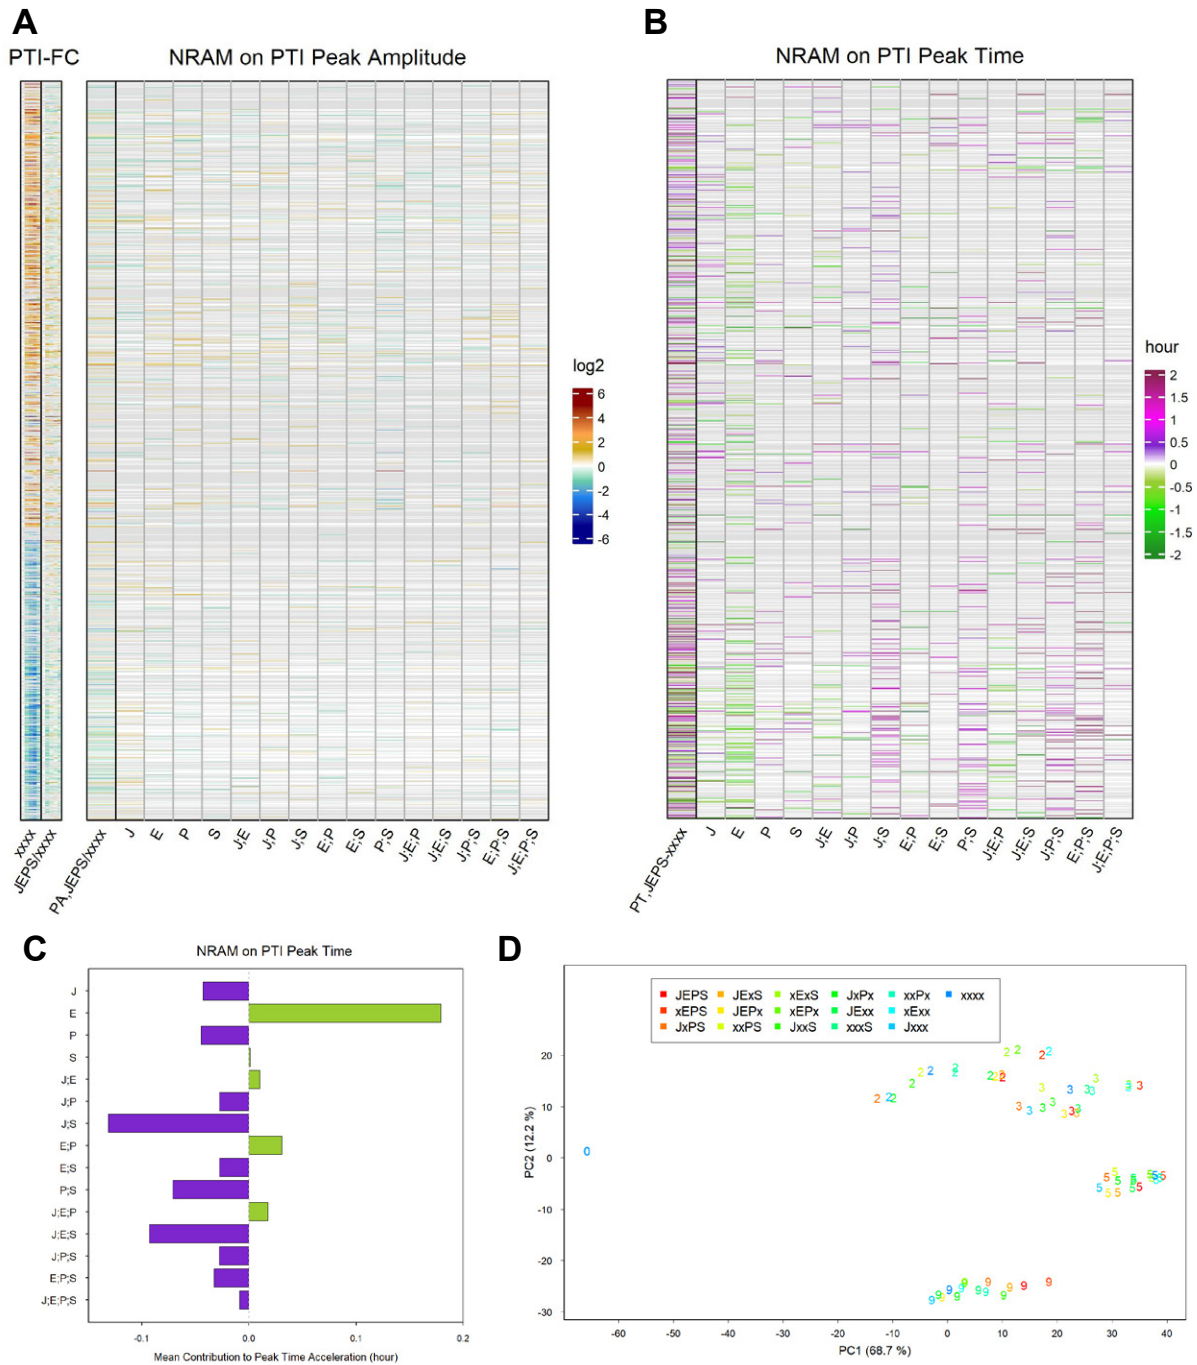 A
B
PTI-FC
NRAM on PTI Peak Amplitude
NRAM on PTI Peak Time
log2
6
4
2
0
-2
-4
-6
hour
2
1.5
1
0.5
0
-0.5
-1
-1.5
-2
xxxx
JEPS/xxxx
PA,JEPS/xxxx
J
E
P
S
J;E
J;P
J;S
E;P
E;S
P;S
J;E;P
J;E;S
J;P;S
E;P;S
J;E;P;S
PT,JEPS-xxxx
J
E
P
S
J;E
J;P
J;S
E;P
E;S
P;S
J;E;P
J;E;S
J;P;S
E;P;S
J;E;P;S
C
NRAM on PTI Peak Time
J
E
P
S
J;E
J;P
J;S
E;P
E;S
P;S
J;E;P
J;E;S
J;P;S
E;P;S
J;E;P;S
-0.1 0.0 0.1 0.2
Mean Contribution to Peak Time Acceleration (hour)
D
JEPS JExS xExS JxPx xxPx xxxx
xEPS JEPx xEPx JExx xExx
JxPS xxPS JxxS xxxS Jxxx
PC2 (12.2 %)
20
10
0
-10
-20
-30
-60 -50 -40 -30 -20 -10 0 10 20 30 40
PC1 (68.7 %)